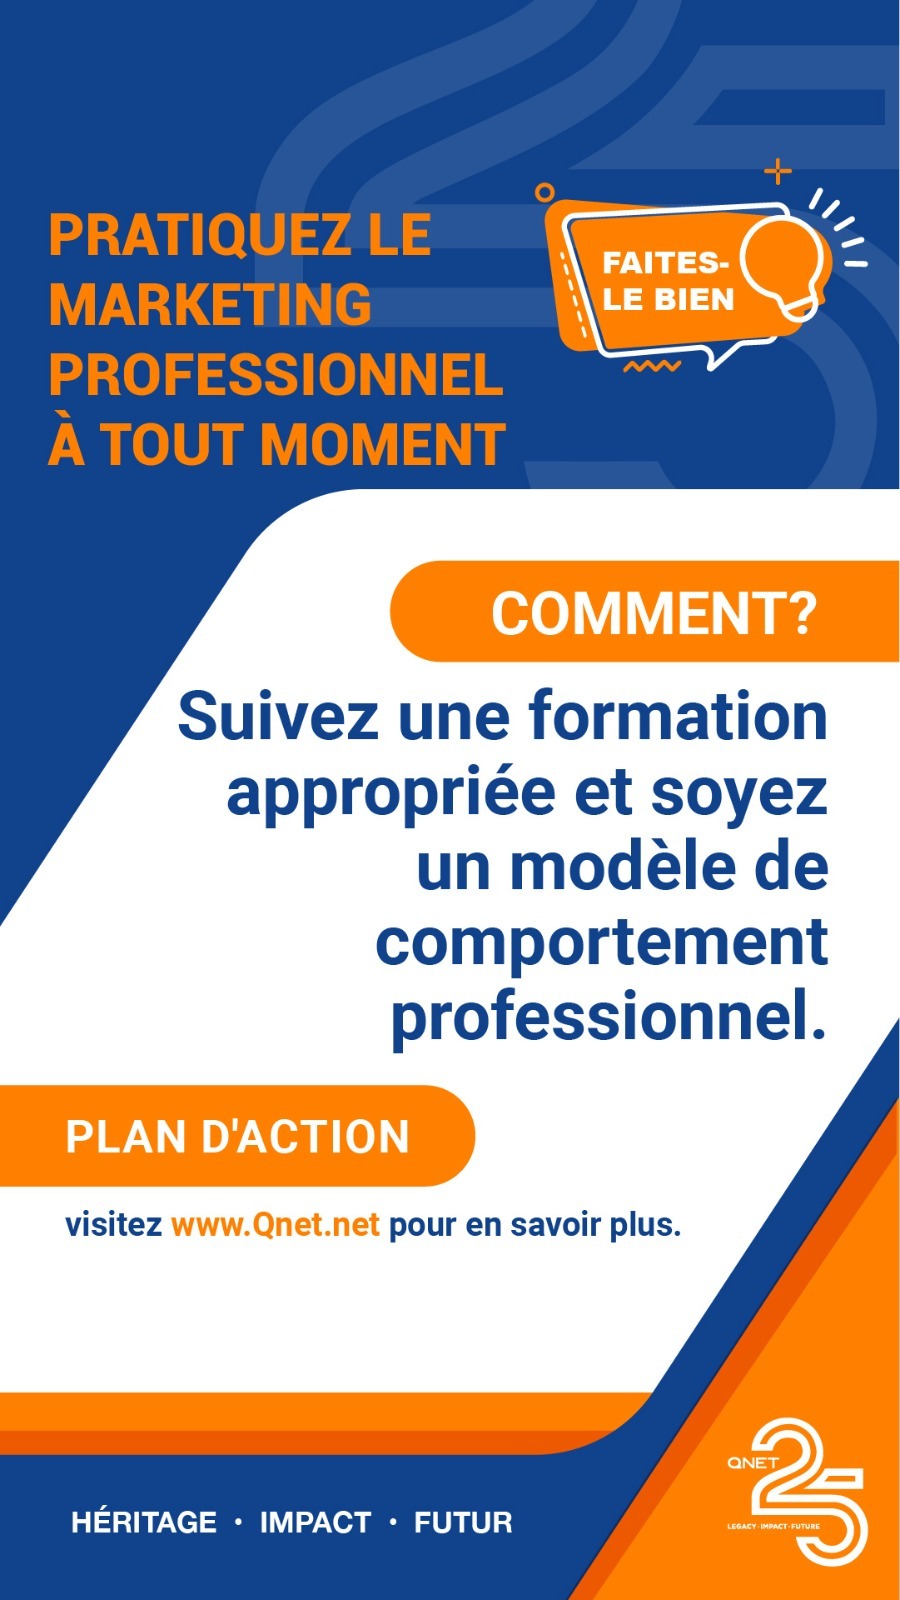 PRATIQUEZ LE
MARKETING
PROFESSIONNEL
À TOUT MOMENT
FAITES-
LE BIEN
COMMENT?
Suivez une formation
appropriée et soyez
un modèle de
comportement
professionnel.
PLAN D'ACTION
visitez www.Qnet.net pour en savoir plus.
HÉRITAGE • IMPACT • FUTUR
QNET 25
LEGACY · IMPACT · FUTURE